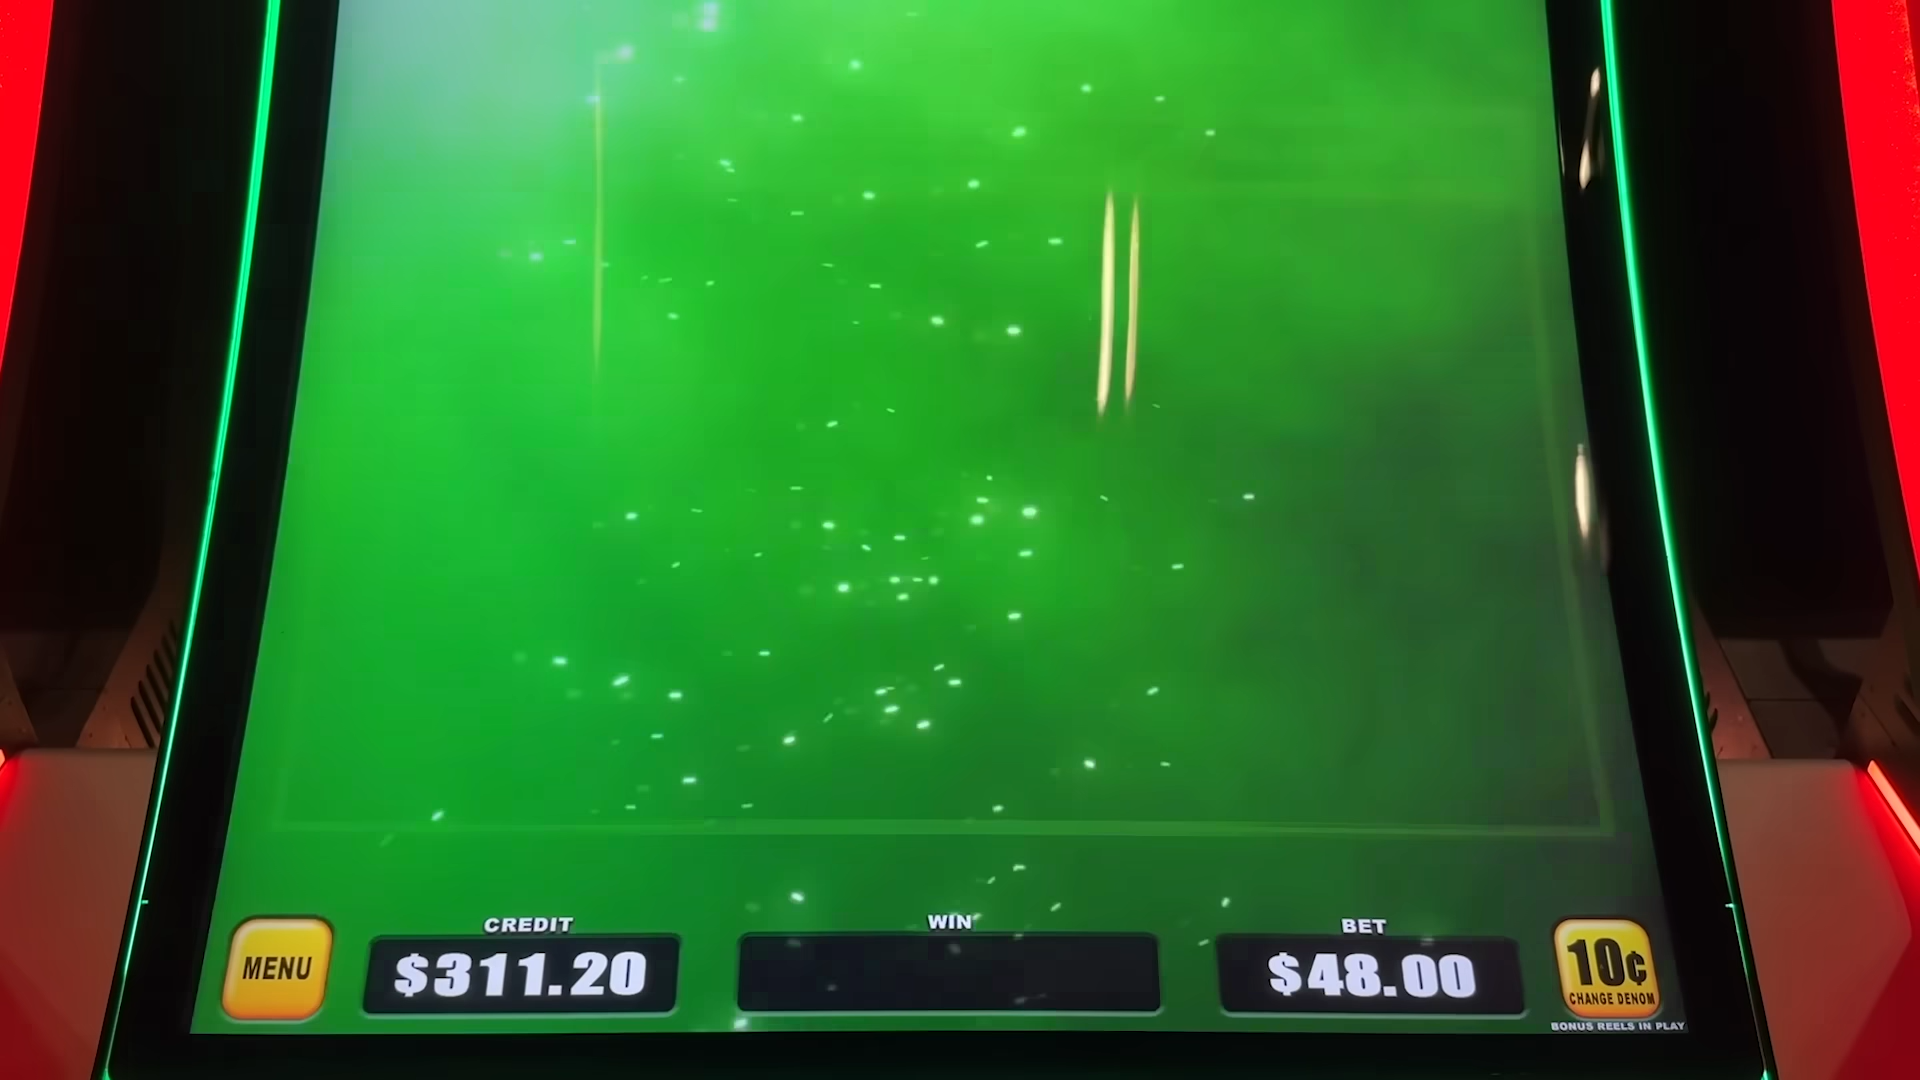 CREDIT
WIN
BET
MENU
$311.20
$48.00
10¢
CHANGE DENOM
BONUS REELS IN PLAY